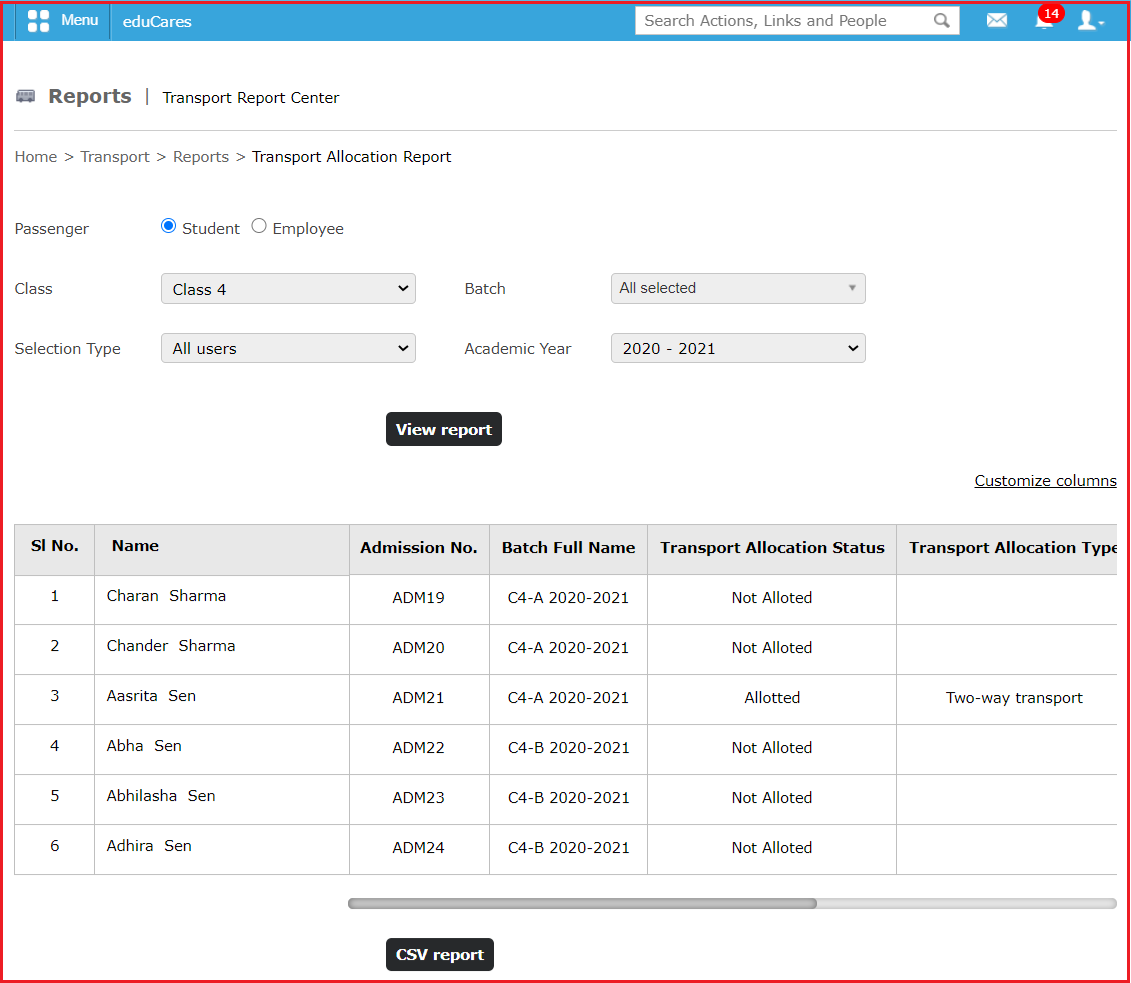 Menu eduCares Search Actions, Links and People 14
Reports | Transport Report Center
Home > Transport > Reports > Transport Allocation Report
Passenger Student Employee
Class Class 4 Batch All selected
Selection Type All users Academic Year 2020 - 2021
View report
Customize columns
Sl No. Name Admission No. Batch Full Name Transport Allocation Status Transport Allocation Type
1 Charan Sharma ADM19 C4-A 2020-2021 Not Alloted
2 Chander Sharma ADM20 C4-A 2020-2021 Not Alloted
3 Aasrita Sen ADM21 C4-A 2020-2021 Allotted Two-way transport
4 Abha Sen ADM22 C4-B 2020-2021 Not Alloted
5 Abhilasha Sen ADM23 C4-B 2020-2021 Not Alloted
6 Adhira Sen ADM24 C4-B 2020-2021 Not Alloted
CSV report